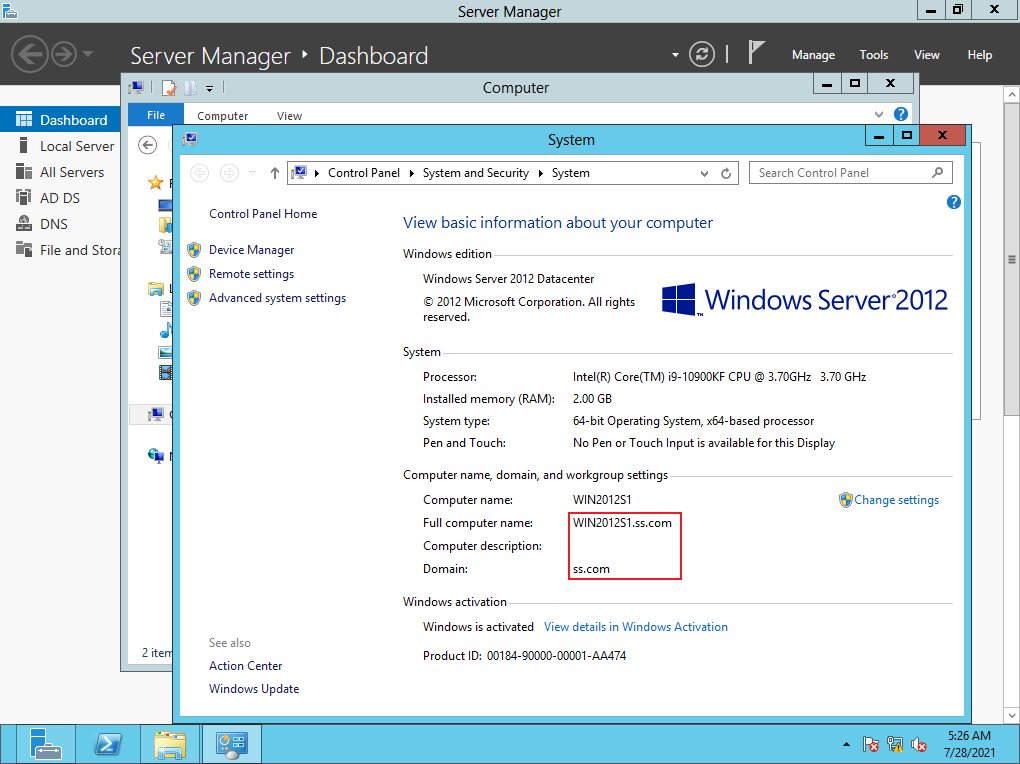 Server Manager
Server Manager Dashboard
Manage Tools View Help
Computer
File Computer View
Dashboard
Local Server
All Servers
AD DS
DNS
File and Stora
System
Control Panel System and Security System
Search Control Panel
Control Panel Home
Device Manager
Remote settings
Advanced system settings
View basic information about your computer
Windows edition
Windows Server 2012 Datacenter
© 2012 Microsoft Corporation. All rights
reserved.
Windows Server 2012
System
Processor: Intel(R) Core(TM) i9-10900KF CPU @ 3.70GHz 3.70 GHz
Installed memory (RAM): 2.00 GB
System type: 64-bit Operating System, x64-based processor
Pen and Touch: No Pen or Touch Input is available for this Display
Computer name, domain, and workgroup settings
Computer name: WIN2012S1
Change settings
Full computer name: WIN2012S1.ss.com
Computer description:
Domain: ss.com
Windows activation
Windows is activated View details in Windows Activation
Product ID: 00184-90000-00001-AA474
See also
Action Center
Windows Update
2 item
5:26 AM
7/28/2021